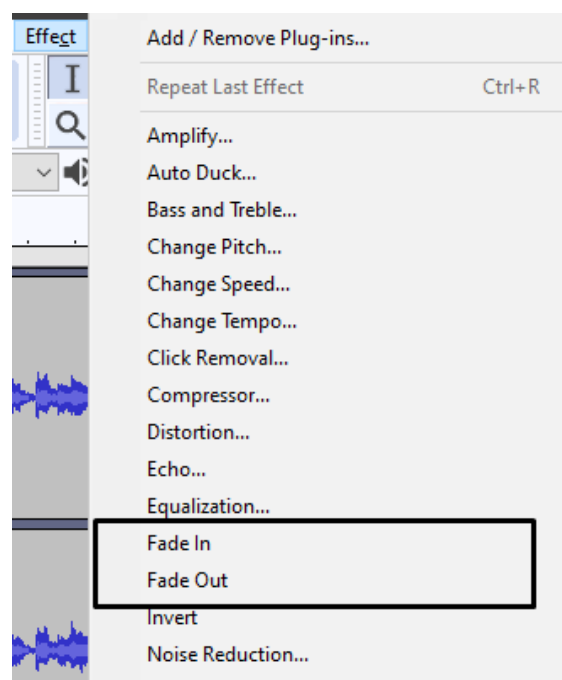 Effect
Add / Remove Plug-ins...
Repeat Last Effect Ctrl+R
Amplify...
Auto Duck...
Bass and Treble...
Change Pitch...
Change Speed...
Change Tempo...
Click Removal...
Compressor...
Distortion...
Echo...
Equalization...
Fade In
Fade Out
Invert
Noise Reduction...